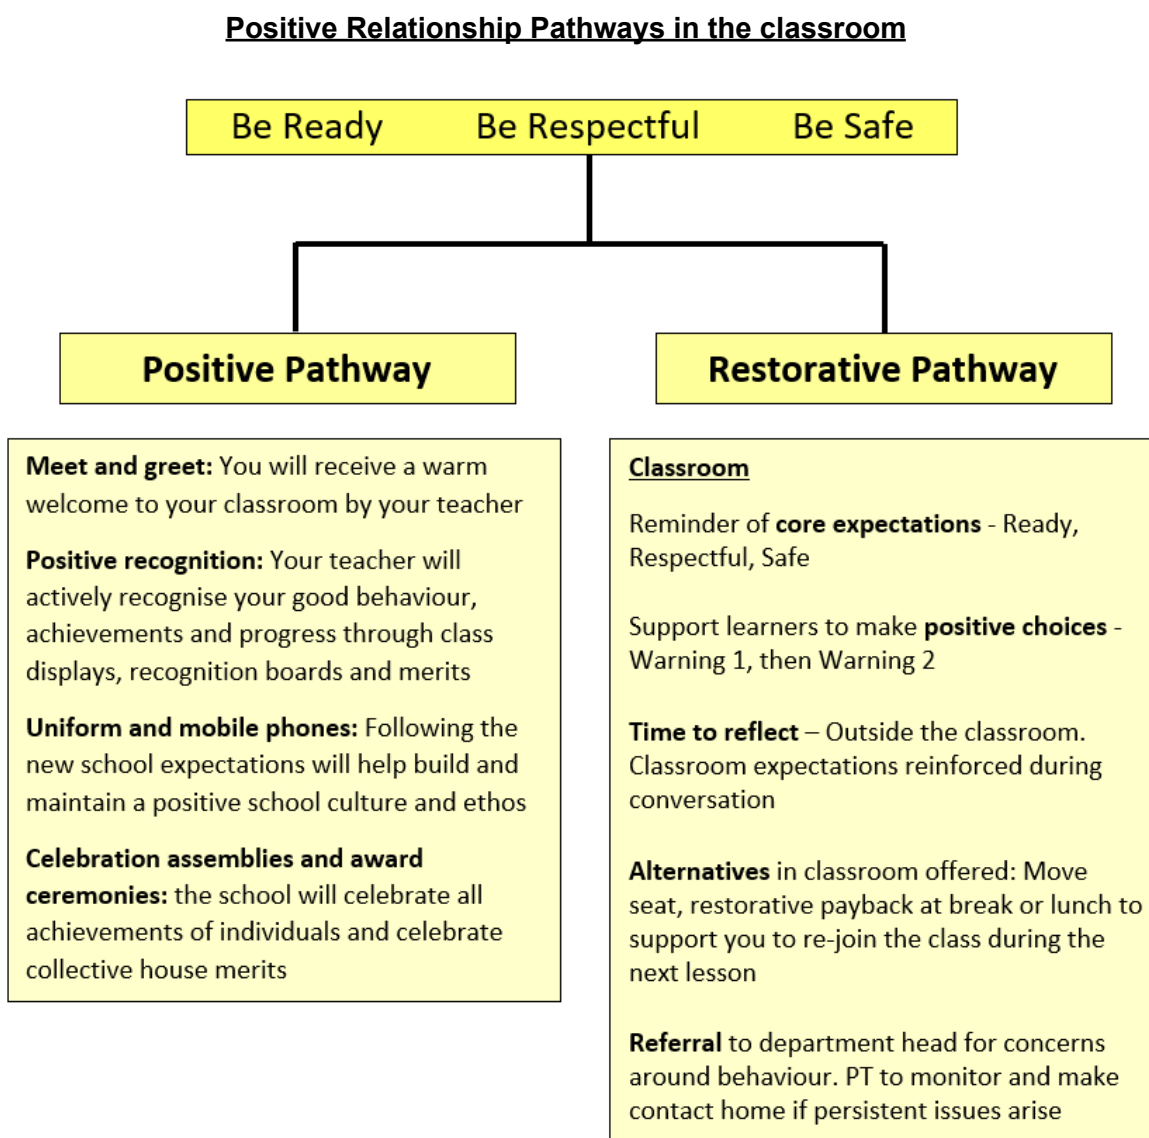 Positive Relationship Pathways in the classroom
Be Ready Be Respectful Be Safe
Positive Pathway
Meet and greet: You will receive a warm
welcome to your classroom by your teacher
Positive recognition: Your teacher will
actively recognise your good behaviour,
achievements and progress through class
displays, recognition boards and merits
Uniform and mobile phones: Following the
new school expectations will help build and
maintain a positive school culture and ethos
Celebration assemblies and award
ceremonies: the school will celebrate all
achievements of individuals and celebrate
collective house merits
Restorative Pathway
Classroom
Reminder of core expectations - Ready,
Respectful, Safe
Support learners to make positive choices -
Warning 1, then Warning 2
Time to reflect – Outside the classroom.
Classroom expectations reinforced during
conversation
Alternatives in classroom offered: Move
seat, restorative payback at break or lunch to
support you to re-join the class during the
next lesson
Referral to department head for concerns
around behaviour. PT to monitor and make
contact home if persistent issues arise